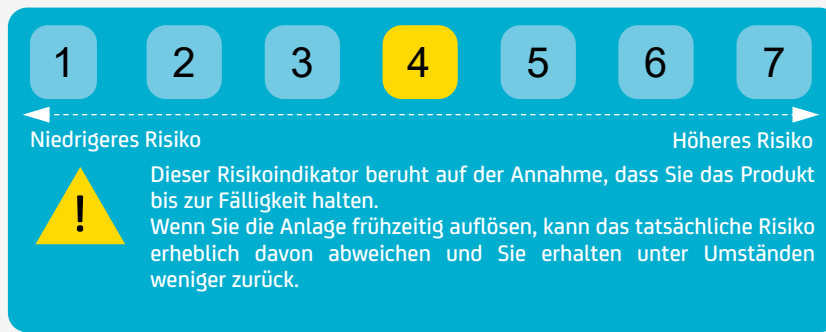 1 2 3 4 5 6 7
Niedrigeres Risiko Höheres Risiko
!
Dieser Risikoindikator beruht auf der Annahme, dass Sie das Produkt
bis zur Fälligkeit halten.
Wenn Sie die Anlage frühzeitig auflösen, kann das tatsächliche Risiko
erheblich davon abweichen und Sie erhalten unter Umständen
weniger zurück.